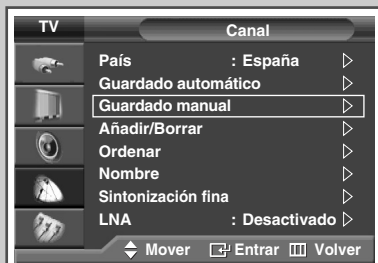 TV Canal
País : España
Guardado automático
Guardado manual
Añadir/Borrar
Ordenar
Nombre
Sintonización fina
LNA : Desactivado
Mover Entrar Volver